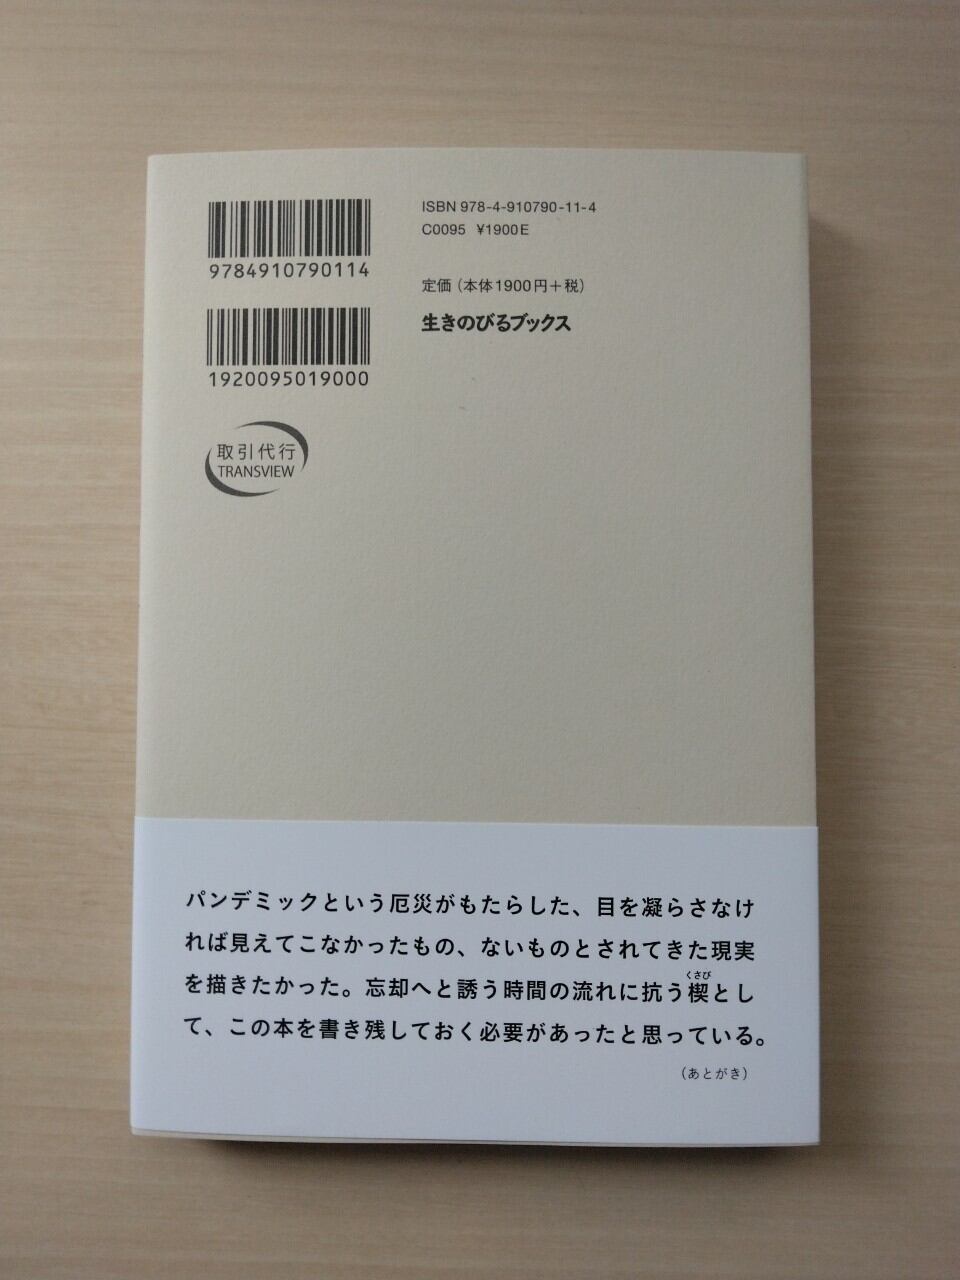 9784910790114
1920095019000
取引代行
TRANSVIEW
ISBN 978-4-910790-11-4
C0095 ¥1900E
定価（本体1900円＋税）
生きのびるブックス
パンデミックという厄災がもたらした、目を凝らさなけ
れば見えてこなかったもの、ないものとされてきた現実
くさび
を描きたかった。忘却へと誘う時間の流れに抗う楔とし
て、この本を書き残しておく必要があったと思っている。
（あとがき）